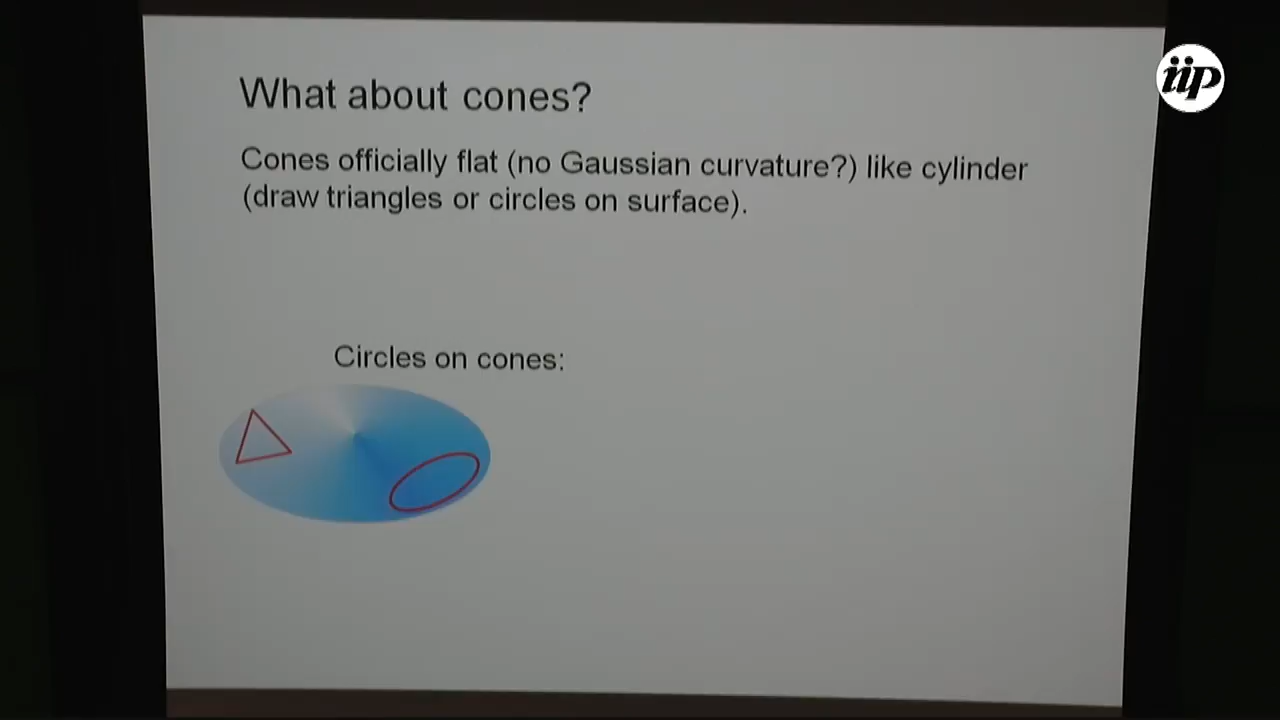 What about cones?
iip
Cones officially flat (no Gaussian curvature?) like cylinder
(draw triangles or circles on surface).
Circles on cones: